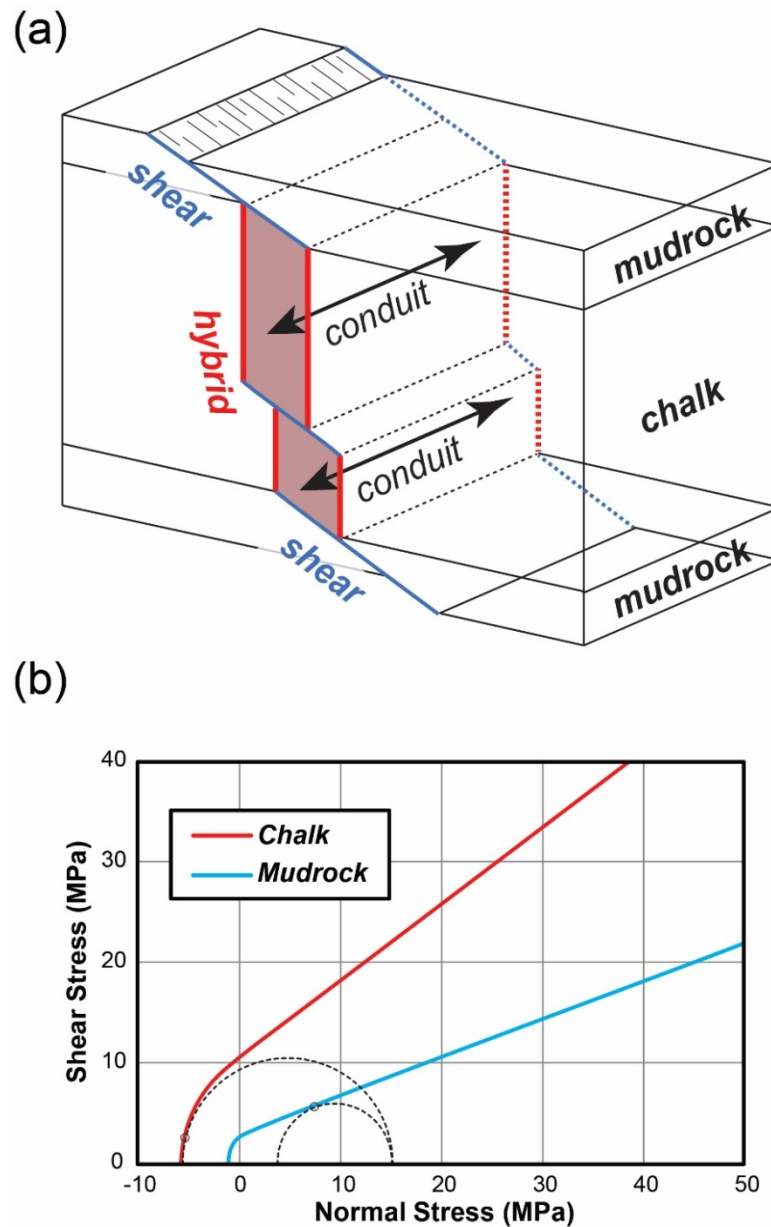 (a)
shear
mudrock
conduit
hybrid
chalk
conduit
shear
mudrock
(b)
40
30
20
10
0
Shear Stress (MPa)
Chalk
Mudrock
-10 0 10 20 30 40 50
Normal Stress (MPa)